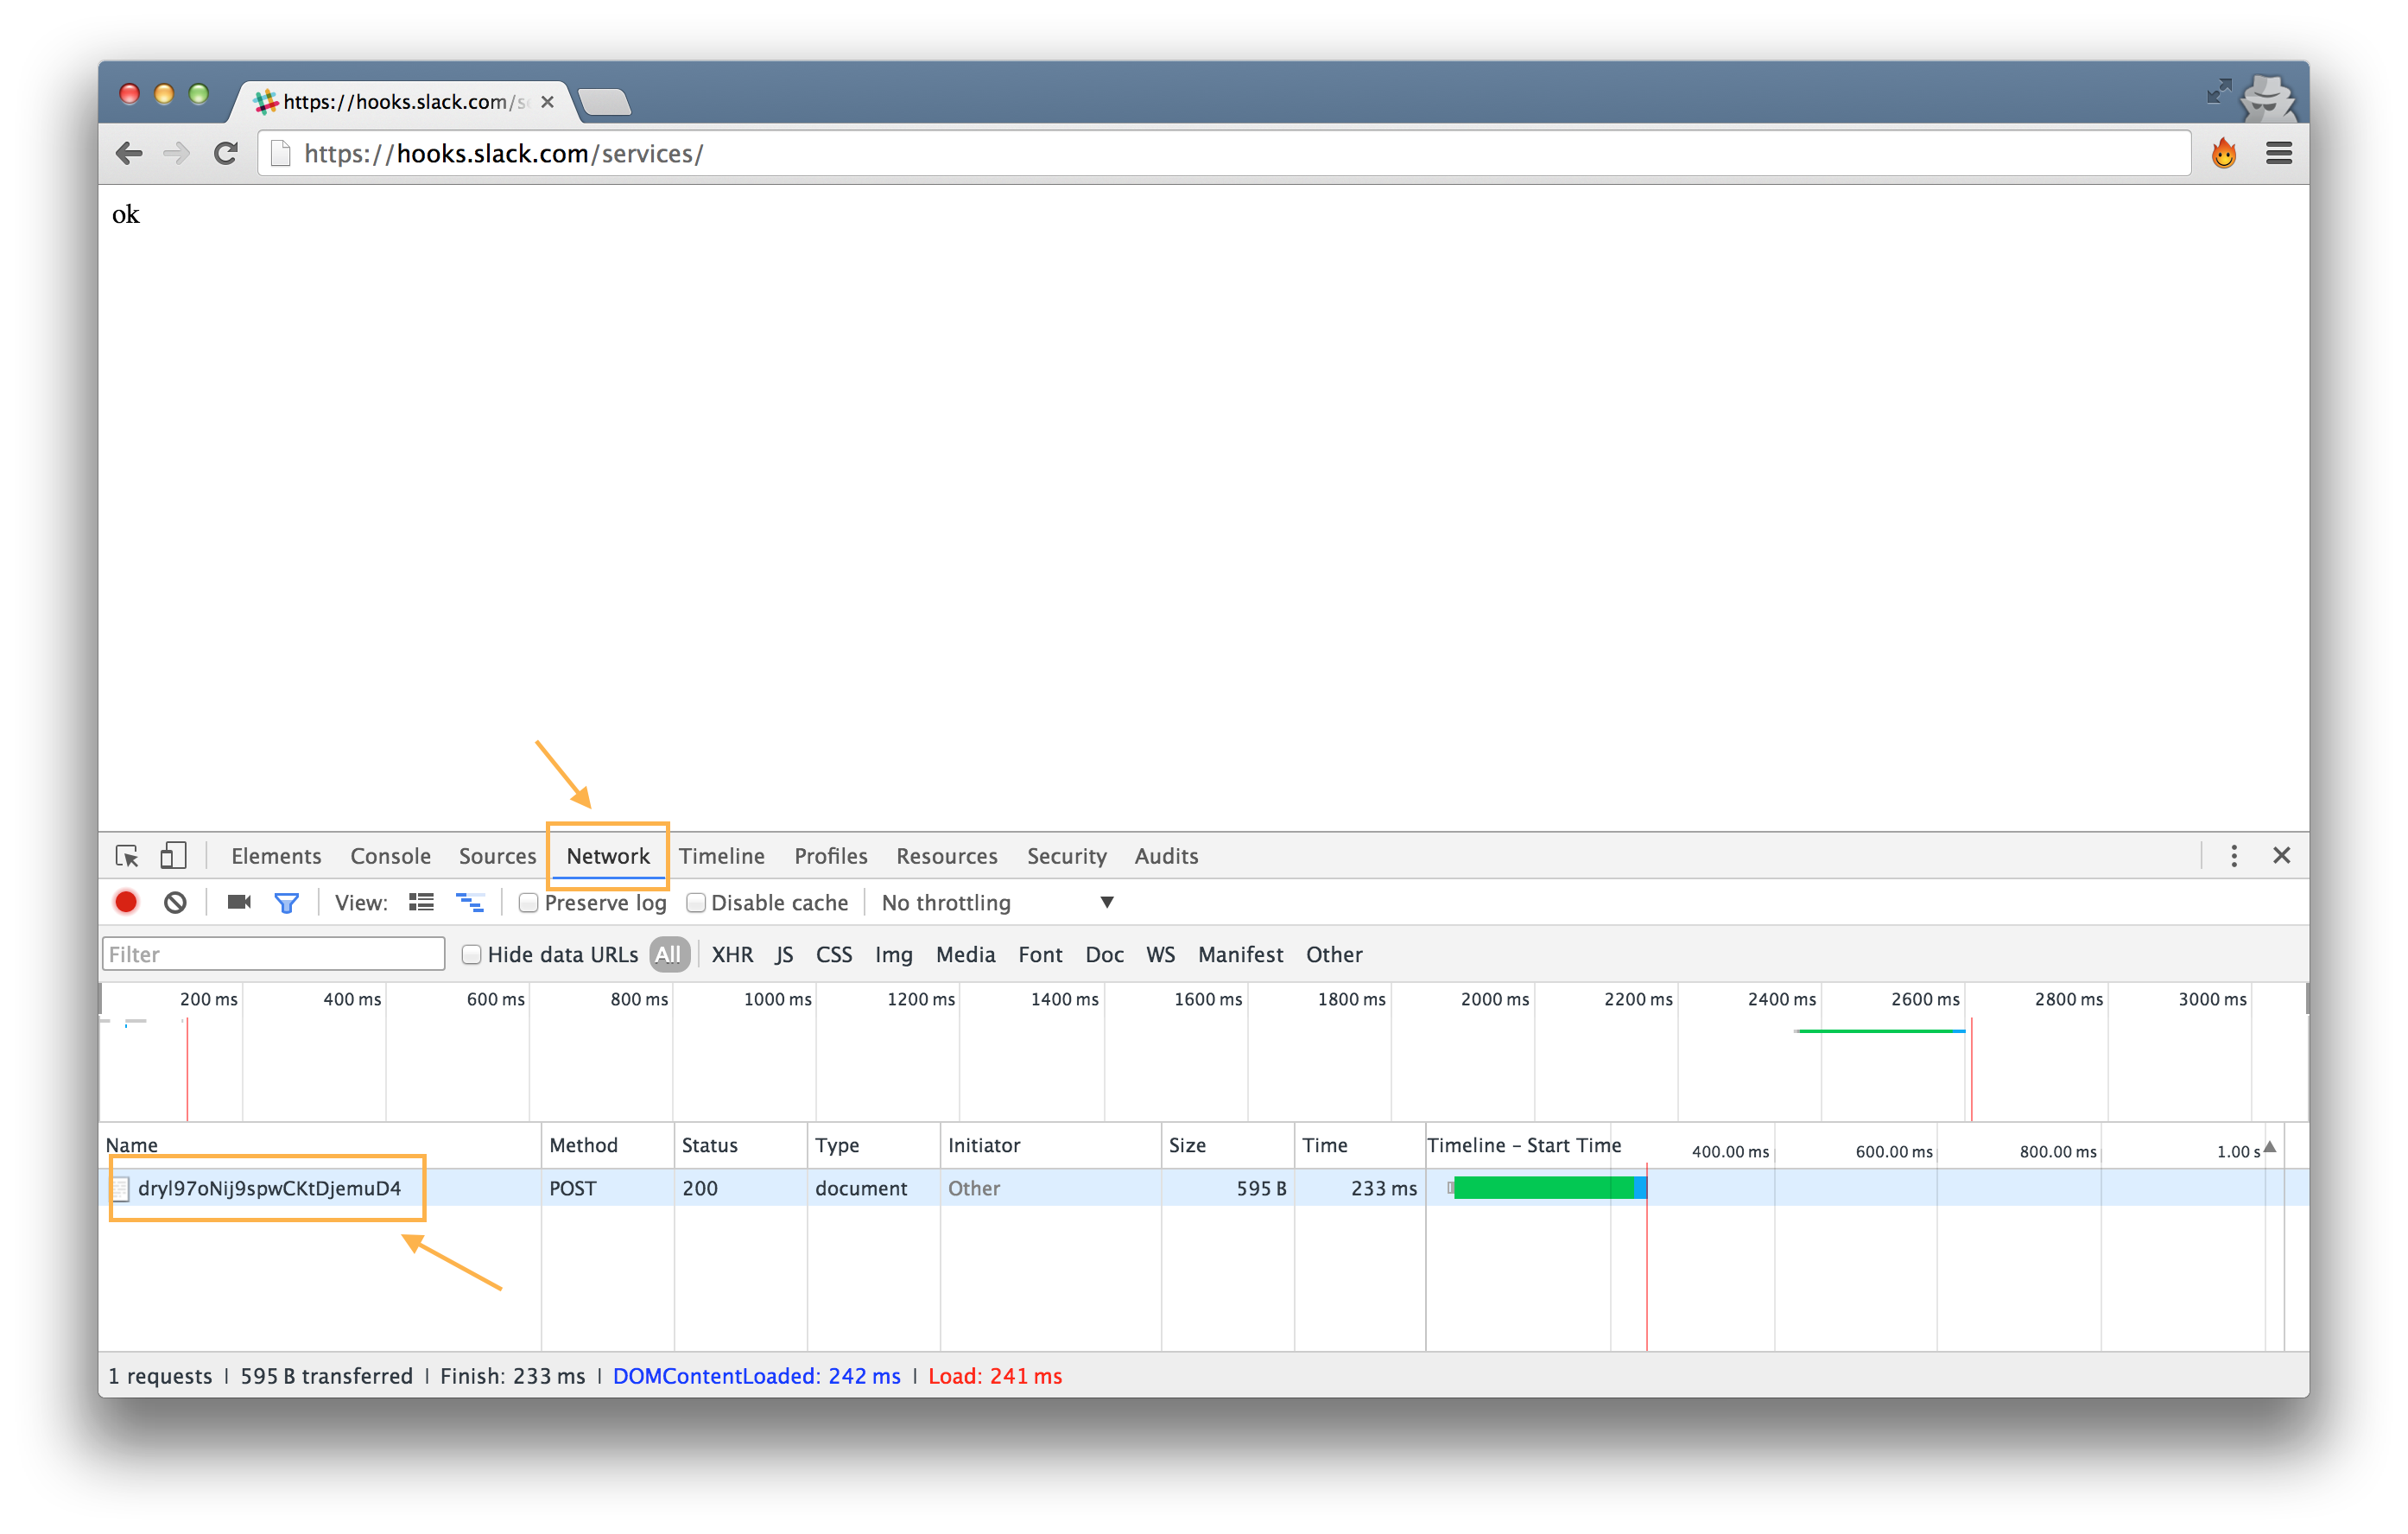 https://hooks.slack.com/se
https://hooks.slack.com/services/
ok
Elements Console Sources Network Timeline Profiles Resources Security Audits
View: Preserve log Disable cache No throttling
Filter Hide data URLs All XHR JS CSS Img Media Font Doc WS Manifest Other
200 ms 400 ms 600 ms 800 ms 1000 ms 1200 ms 1400 ms 1600 ms 1800 ms 2000 ms 2200 ms 2400 ms 2600 ms 2800 ms 3000 ms
Name Method Status Type Initiator Size Time Timeline – Start Time 400.00 ms 600.00 ms 800.00 ms 1.00 s
dryl97oNij9spwCKtDjemuD4 POST 200 document Other 595 B 233 ms
1 requests | 595 B transferred | Finish: 233 ms | DOMContentLoaded: 242 ms | Load: 241 ms